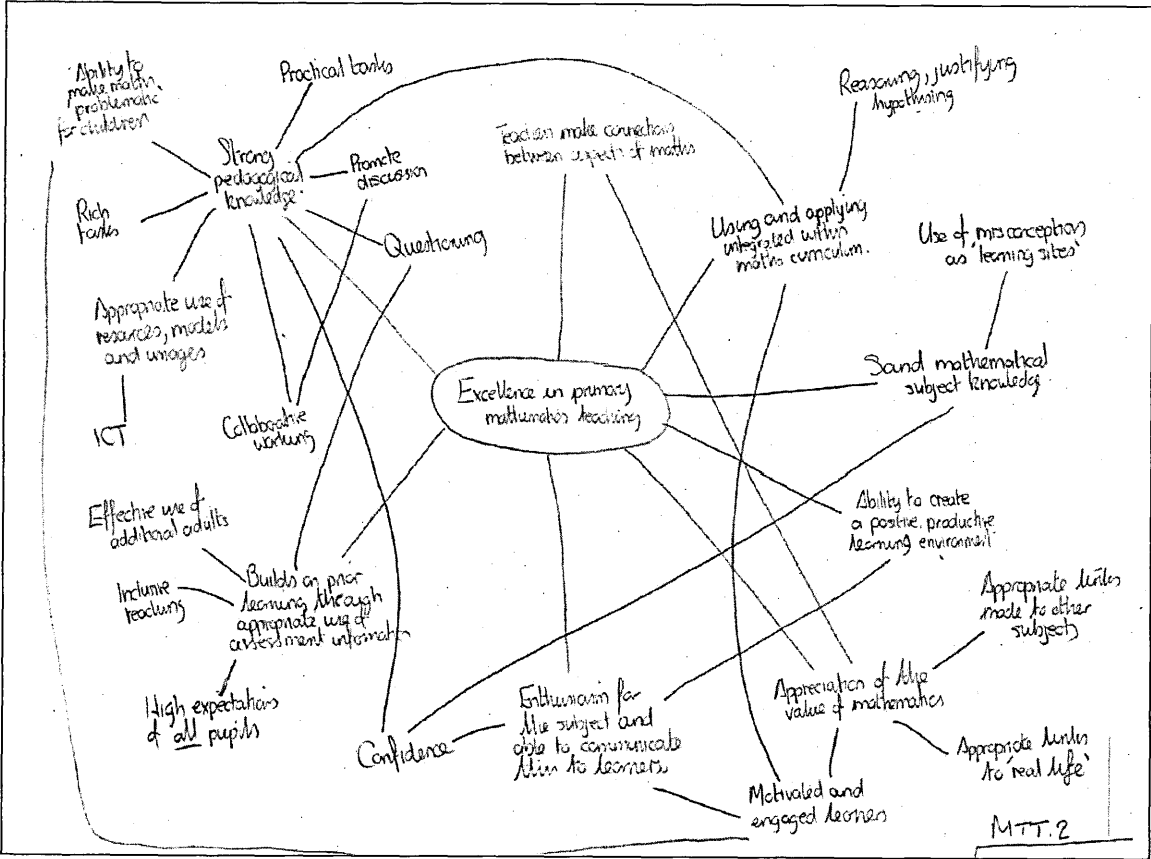 Ability to
make maths
problematic
for children
Practical tasks
Strong
pedagogical
knowledge.
Promote
discussion
Rich
tasks
Questioning
Appropriate use of
resources, models
and images
ICT
Collaborative
working
Teachers make connections
between aspects of maths
Reasoning, justifying
hypothising
Using and applying
integrated within
maths curriculum.
Use of misconceptions
as 'learning sites'
Excellence in primary
mathematics teaching
Sound mathematical
subject knowledge.
Effective use of
additional adults
Inclusive
teaching
Builds on prior
learning through
appropriate use of
assessment information
High expectations
of all pupils
Confidence
Enthusiasm for
the subject and
able to communicate
this to learners.
Ability to create
a positive, productive
learning environment
Appropriate links
made to other
subjects
Appreciation of the
value of mathematics
Appropriate links
to 'real life'
Motivated and
engaged learners
MTT.2